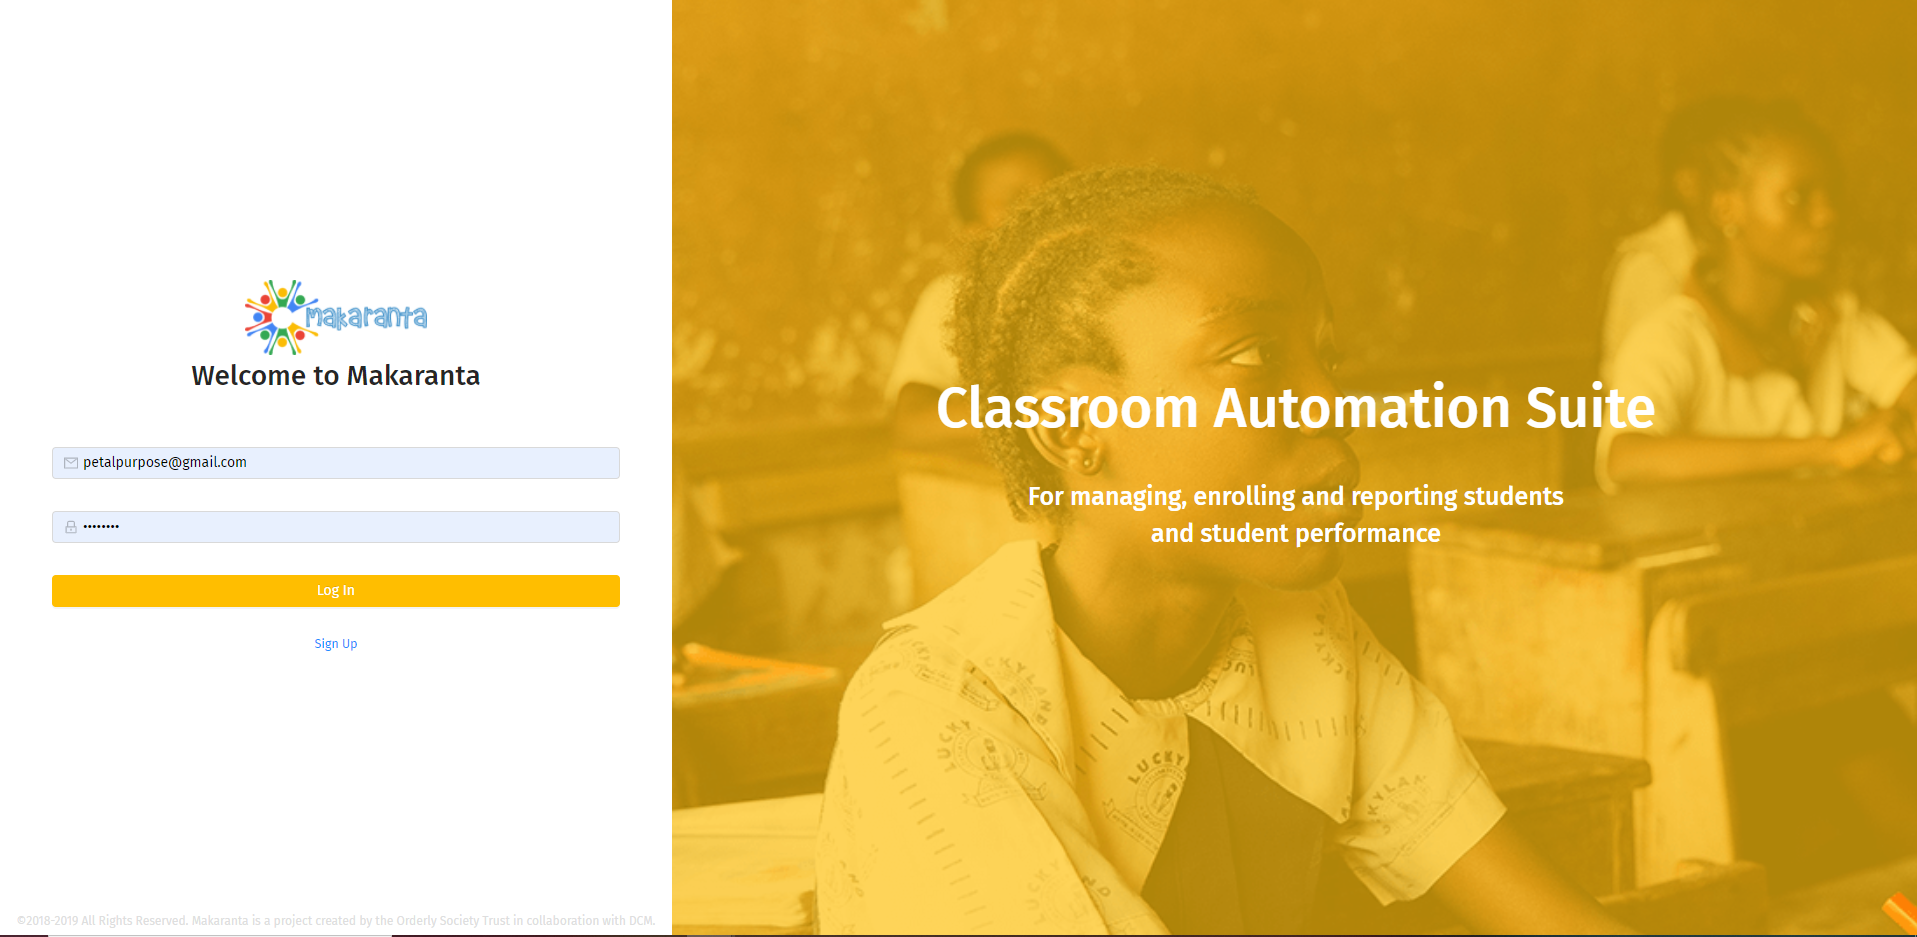 makaranta
Welcome to Makaranta
petalpurpose@gmail.com
••••••••
Log In
Sign Up
©2018-2019 All Rights Reserved. Makaranta is a project created by the Orderly Society Trust in collaboration with DCM.
Classroom Automation Suite
For managing, enrolling and reporting students
and student performance
LUCKYLAND
LUCKY